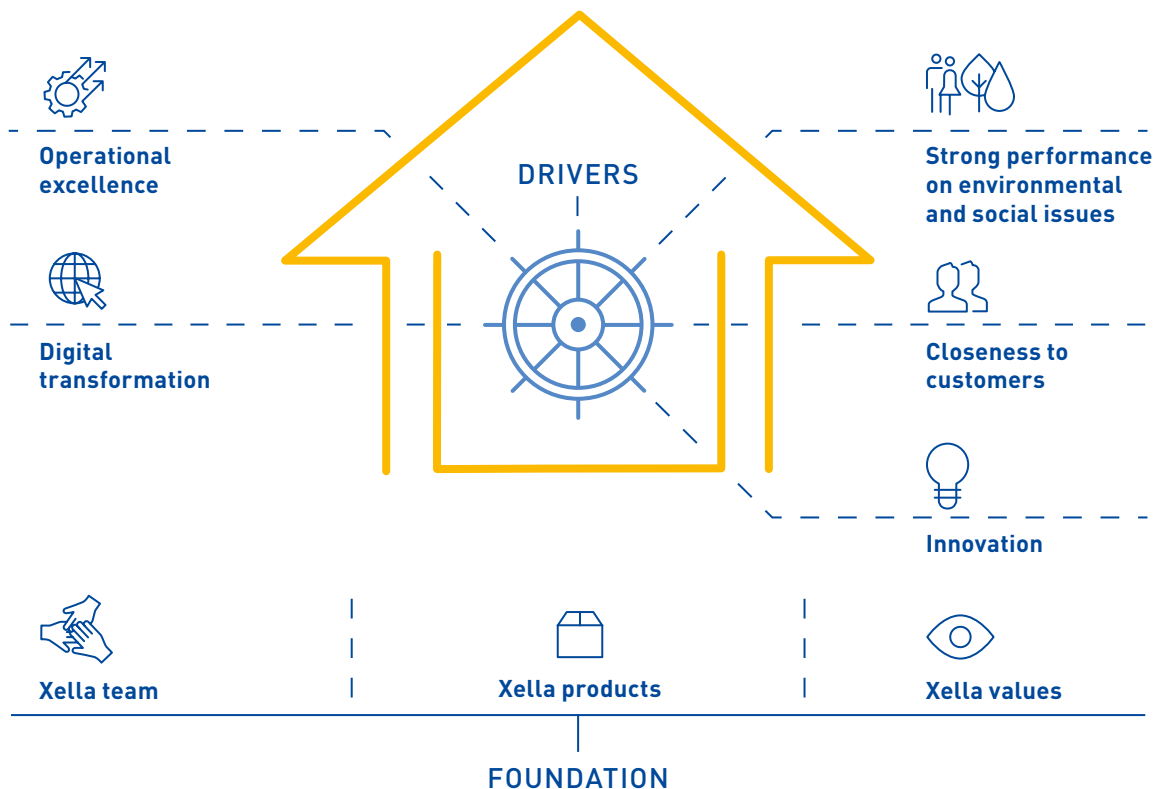 DRIVERS
Operational
excellence
Digital
transformation
Strong performance
on environmental
and social issues
Closeness to
customers
Innovation
Xella team
Xella products
Xella values
FOUNDATION